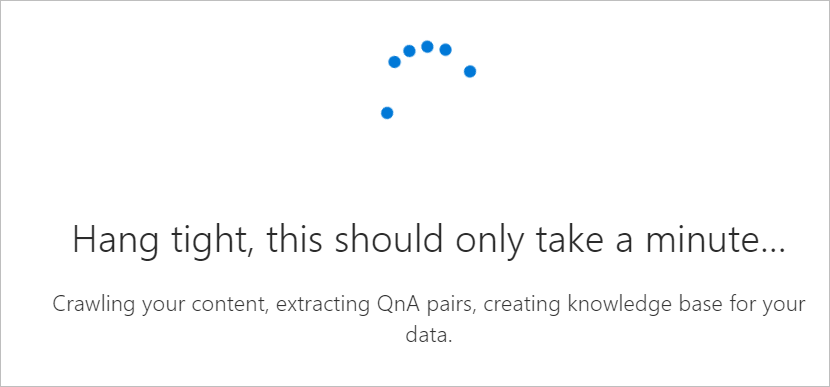 Hang tight, this should only take a minute...
Crawling your content, extracting QnA pairs, creating knowledge base for your
data.